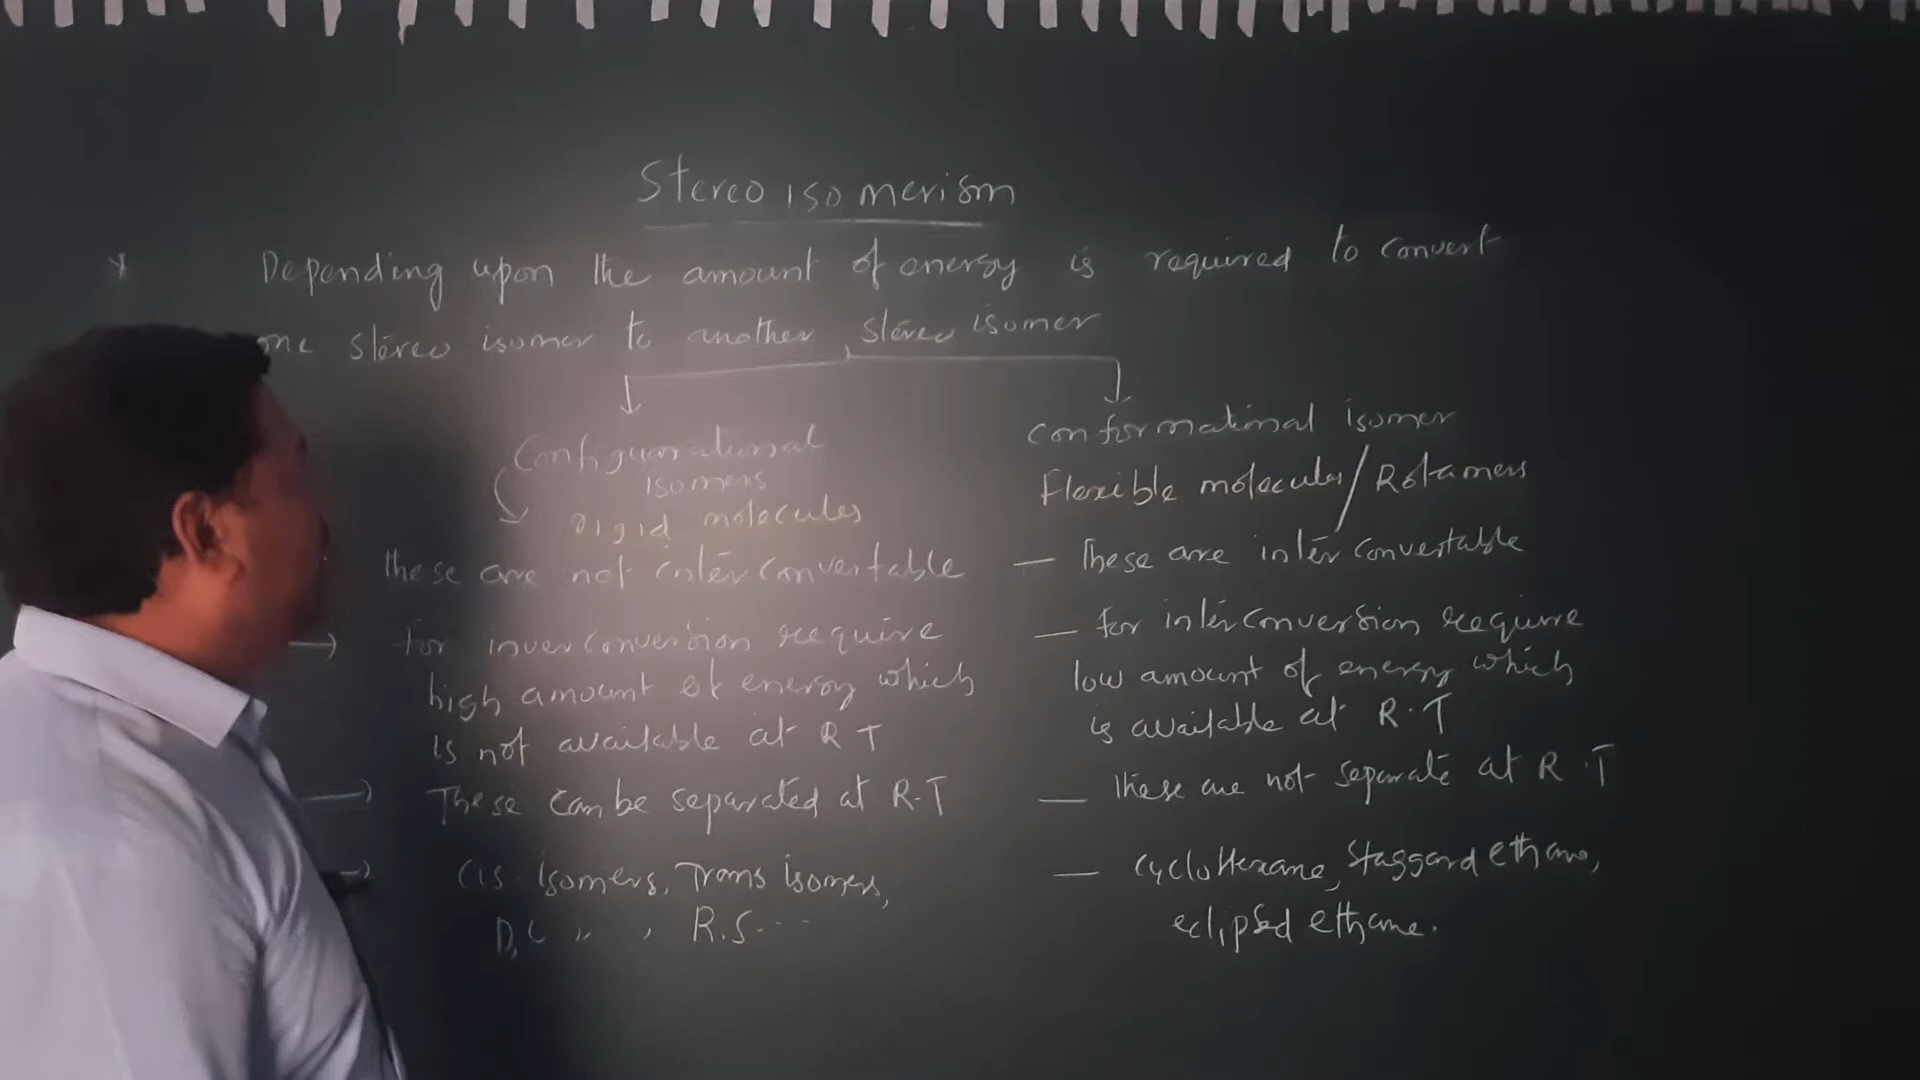 Stereo isomerism
* Depending upon the amount of energy is required to convert
one stereo isomer to another stereo isomer
Configuarational
isomers
rigid molecules
these are not inter convertable
→ for inverconversion require
high amount of energy which
is not available at R T
→ These can be separated at R.T
→ Cis isomers, Trans isomers,
D,L " , R.S...
conformational isomer
Flexible molecules/Rotamers
— These are inter convertable
— for interconversion require
low amount of energy which
is available at R.T
— these are not separate at R.T
— CycloHexane, Staggard ethane,
eclipsed ethane.